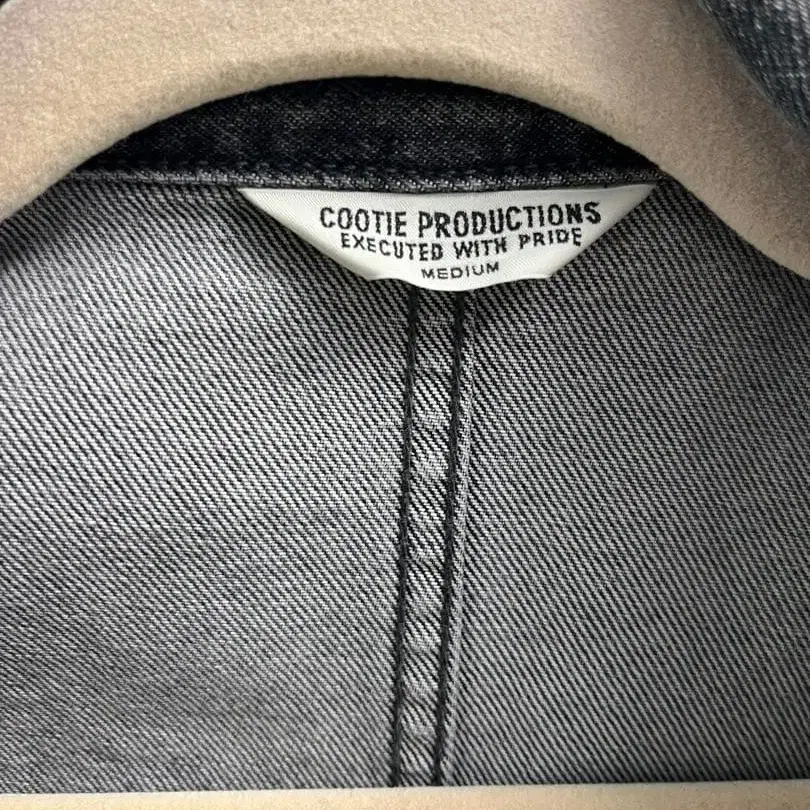 COOTIE PRODUCTIONS
EXECUTED WITH PRIDE
MEDIUM